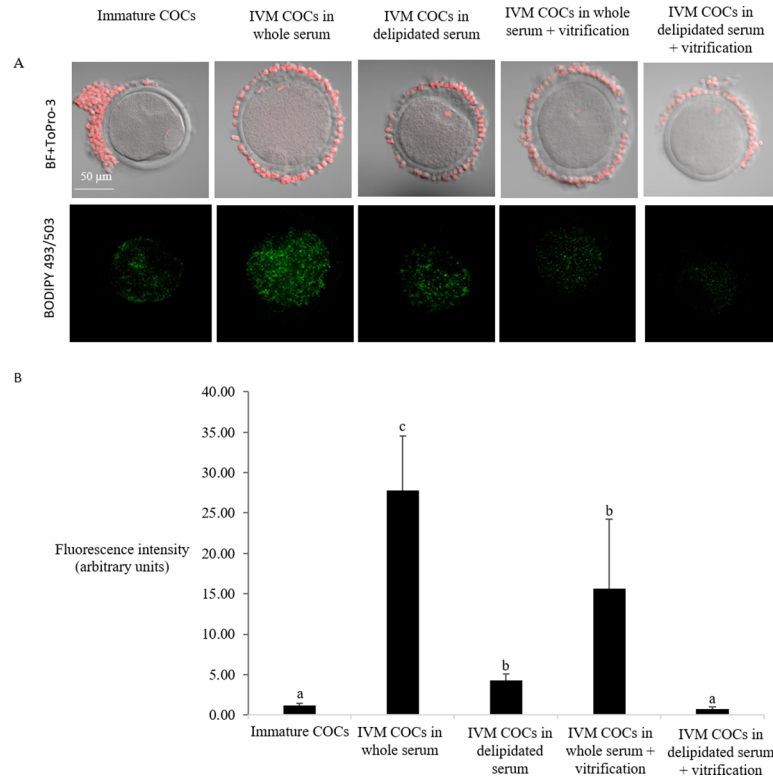 Immature COCs
IVM COCs in
whole serum
IVM COCs in
delipidated serum
IVM COCs in whole
serum + vitrification
IVM COCs in
delipidated serum
+ vitrification
A
BF+ToPro-3
50 µm
BODIPY 493/503
B
40.00
35.00
30.00
25.00
20.00
15.00
10.00
5.00
0.00
Fluorescence intensity
(arbitrary units)
a
c
b
b
a
Immature COCs
IVM COCs in
whole serum
IVM COCs in
delipidated
serum
IVM COCs in
whole serum +
vitrification
IVM COCs in
delipidated serum
+ vitrification